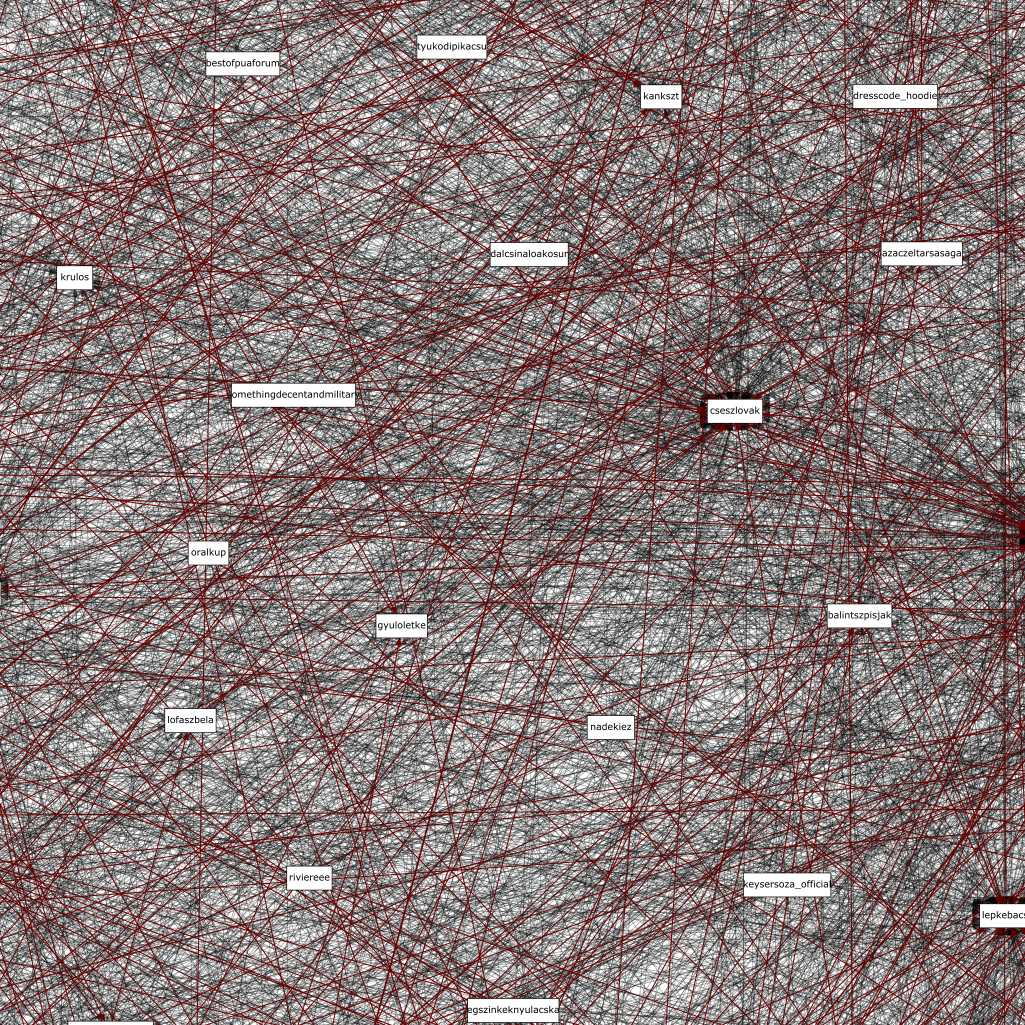 tyukodipikacsu
bestofpuaforum
kankszt
dresscode_hoodie
dalcsinaloakosur
azaczeltarsasaga
krulos
omethingdecentandmilitar
cseszlovak
oralkup
balintszpisjak
gyuloletke
lofaszbela
nadekiez
riviereee
keysersoza_official
lepkebacs
egszinkeknyulacska